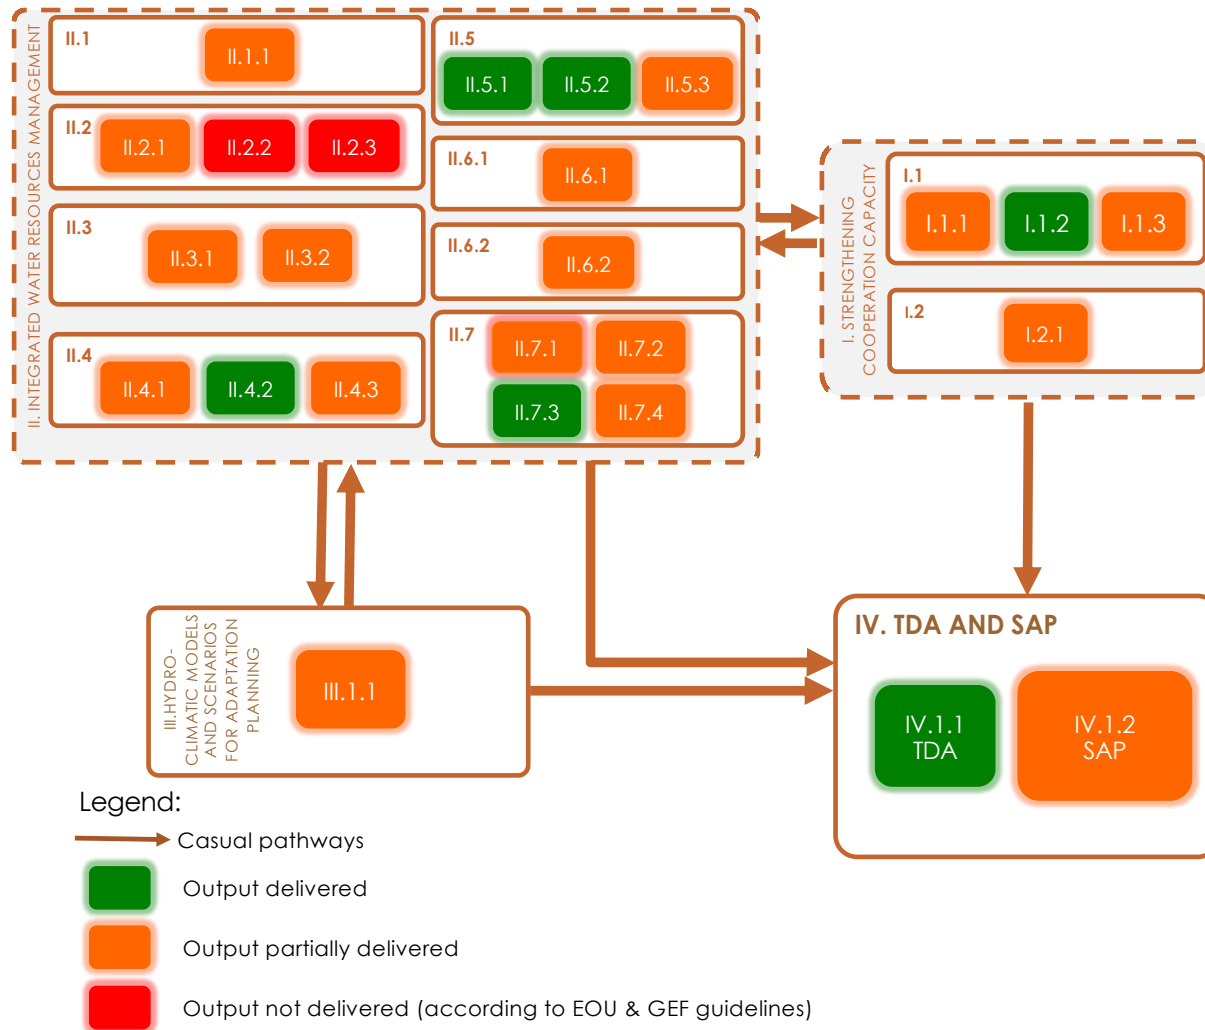 II. INTEGRATED WATER RESOURCES MANAGEMENT
II.1
II.1.1
II.2
II.2.1
II.2.2
II.2.3
II.3
II.3.1
II.3.2
II.4
II.4.1
II.4.2
II.4.3
II.5
II.5.1
II.5.2
II.5.3
II.6.1
II.6.1
II.6.2
II.6.2
II.7
II.7.1
II.7.2
II.7.3
II.7.4
I. STRENGTHENING
COOPERATION CAPACITY
I.1
I.1.1
I.1.2
I.1.3
I.2
I.2.1
III.HYDRO-
CLIMATIC MODELS
AND SCENARIOS
FOR ADAPTATION
PLANNING
III.1.1
IV. TDA AND SAP
IV.1.1
TDA
IV.1.2
SAP
Legend:
Casual pathways
Output delivered
Output partially delivered
Output not delivered (according to EOU & GEF guidelines)